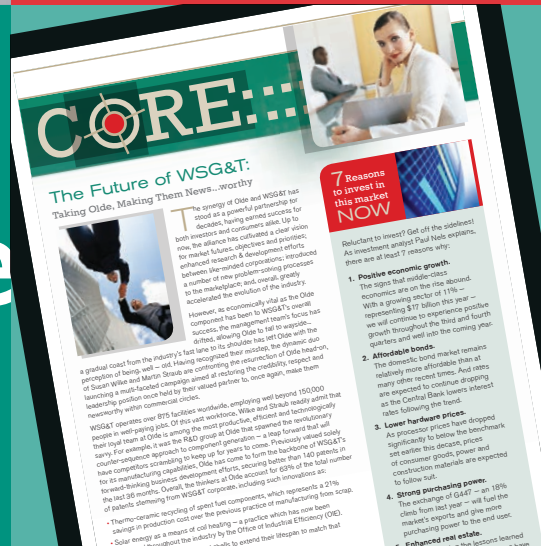 CORE::::
The Future of WSG&T:
Taking Olde, Making Them News...worthy
The synergy of Olde and WSG&T has
stood as a powerful partnership for
decades, having earned success for
both investors and consumers alike. Up to
now, the alliance has cultivated a clear vision
for market futures, objectives and priorities;
enhanced research & development efforts
between like-minded corporations; introduced
a number of new problem-solving processes
to the marketplace; and, overall, greatly
accelerated the evolution of the industry.
However, as economically vital as the Olde
component has been to WSG&T's overall
success, the management team's focus has
drifted, allowing Olde to fall to wayside...
a gradual coast from the industry's fast lane to its shoulder has left Olde with the
perception of being, well – old. Having recognized their misstep, the dynamic duo
of Susan Wilke and Martin Straub are confronting the resurrection of Olde head-on,
launching a multi-faceted campaign aimed at restoring the credibility, respect and
leadership position once held by their valued partner to, once again, make them
newsworthy within commercial circles.
WSG&T operates over 875 facilities worldwide, employing well beyond 150,000
people in well-paying jobs. Of this vast workforce, Wilke and Straub readily admit that
their loyal team at Olde is among the most productive, efficient and technologically
savvy. For example, it was the R&D group at Olde that spawned the revolutionary
counter-sequence approach to component generation – a leap forward that will
have competitors scrambling to keep up for years to come. Previously valued solely
for its manufacturing capabilities, Olde has come to form the backbone of WSG&T's
forward-thinking business development efforts, securing better than 140 patents in
the last 36 months. Overall, the thinkers at Olde account for 63% of the total number
of patents stemming from WSG&T corporate, including such innovations as:
• Thermo-ceramic recycling of spent fuel components, which represents a 21%
savings in production cost over the previous practice of manufacturing from scrap.
• Solar energy as a means of coil heating – a practice which has now been
throughout the industry by the Office of Industrial Efficiency (OIE).
to extend their lifespan to match that
7 Reasons
to invest in
this market
NOW
Reluctant to invest? Get off the sidelines!
As investment analyst Paul Nels explains,
there are at least 7 reasons why:
1. Positive economic growth.
The signs that middle-class
economics are on the rise abound.
With a growing sector of 11% –
representing $17 billion this year –
we will continue to experience positive
growth throughout the third and fourth
quarters and well into the coming year.
2. Affordable bonds.
The domestic bond market remains
relatively more affordable than at
many other recent times. And rates
are expected to continue dropping
as the Central Bank lowers interest
rates following the trend.
3. Lower hardware prices.
As processor prices have dropped
significantly to below the benchmark
set earlier this decase, prices
of consumer goods, power and
construction materials are expected
to follow suit.
4. Strong purchasing power.
The exchange of G447 – an 18%
climb from last year – will fuel the
market's exports and give more
purchasing power to the end user.
5. Enhanced real estate.
the lessons learned
have